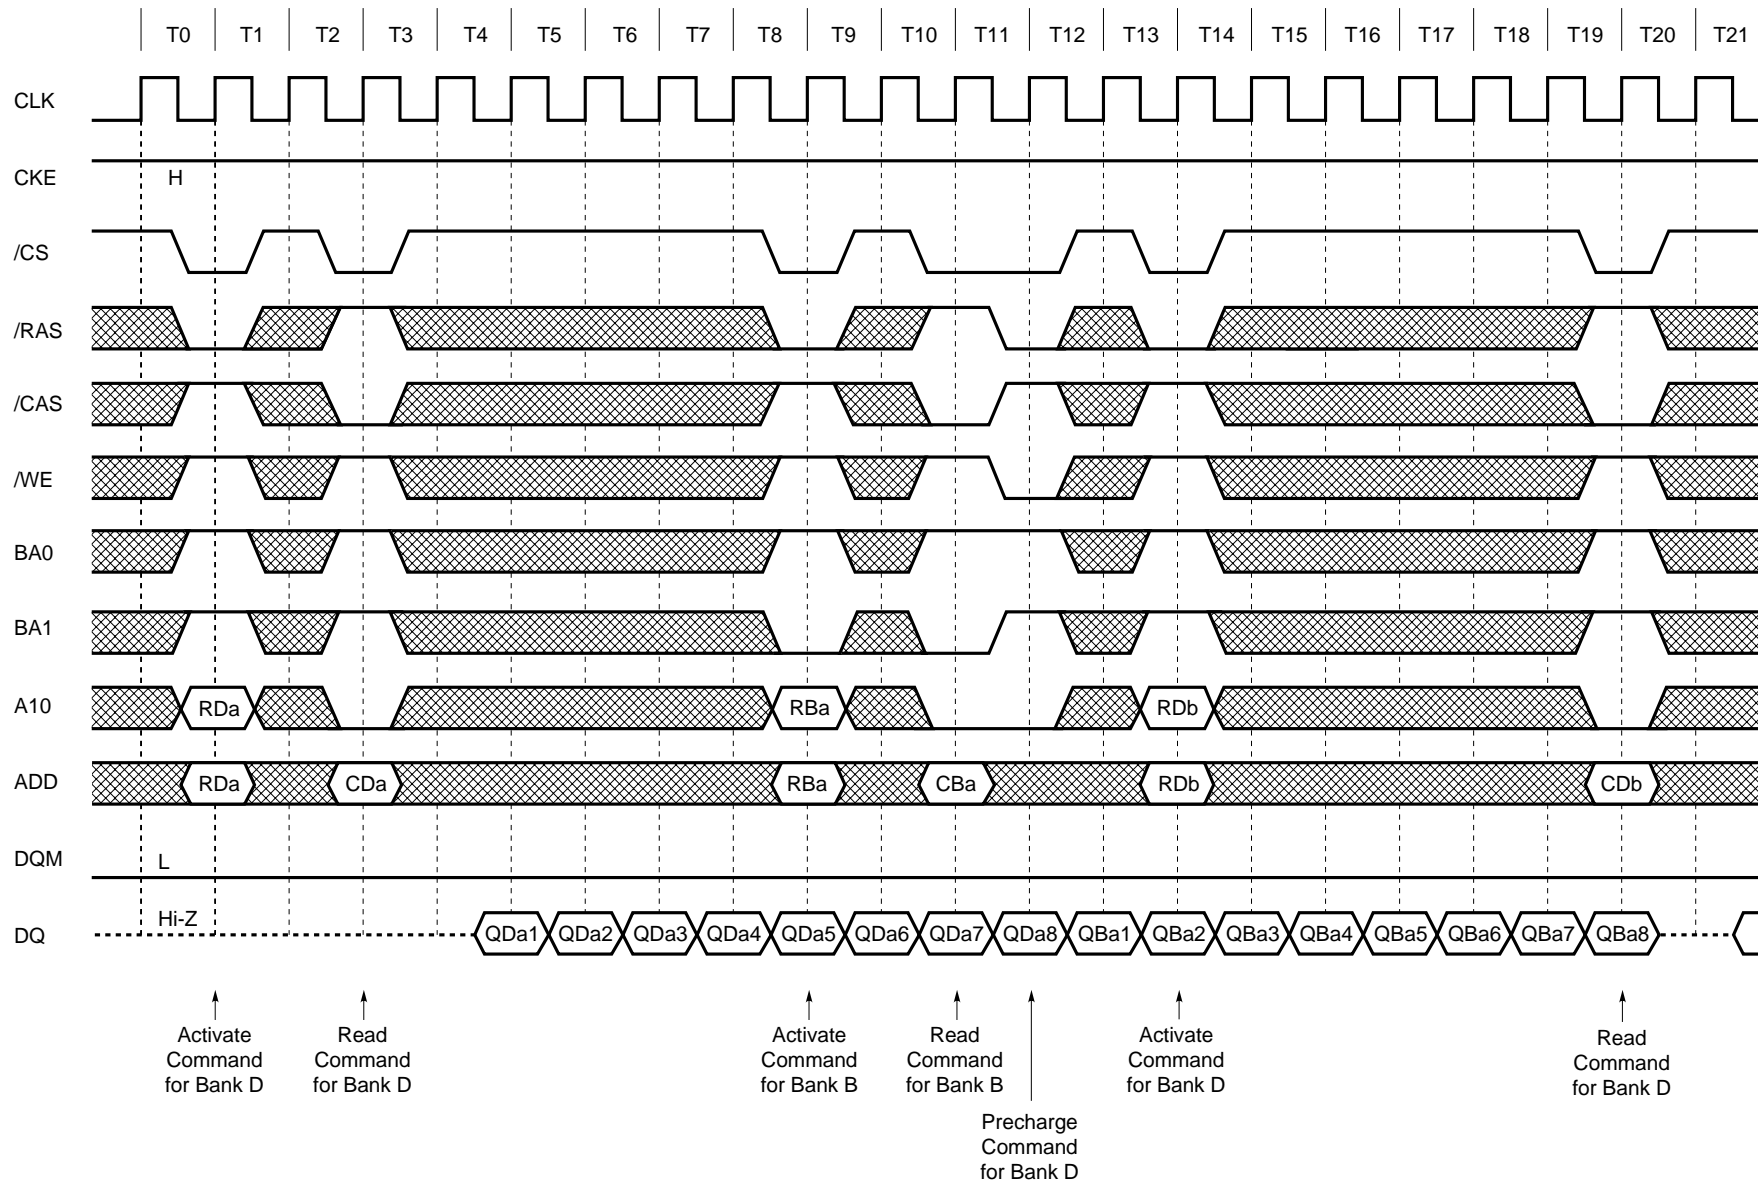 T0 T1 T2 T3 T4 T5 T6 T7 T8 T9 T10 T11 T12 T13 T14 T15 T16 T17 T18 T19 T20 T21
CLK
CKE H
/CS
/RAS
/CAS
/WE
BA0
BA1
A10 RDa RBa RDb
ADD RDa CDa RBa CBa RDb CDb
DQM L
DQ Hi-Z QDa1 QDa2 QDa3 QDa4 QDa5 QDa6 QDa7 QDa8 QBa1 QBa2 QBa3 QBa4 QBa5 QBa6 QBa7 QBa8
Activate
Command
for Bank D
Read
Command
for Bank D
Activate
Command
for Bank B
Read
Command
for Bank B
Precharge
Command
for Bank D
Activate
Command
for Bank D
Read
Command
for Bank D